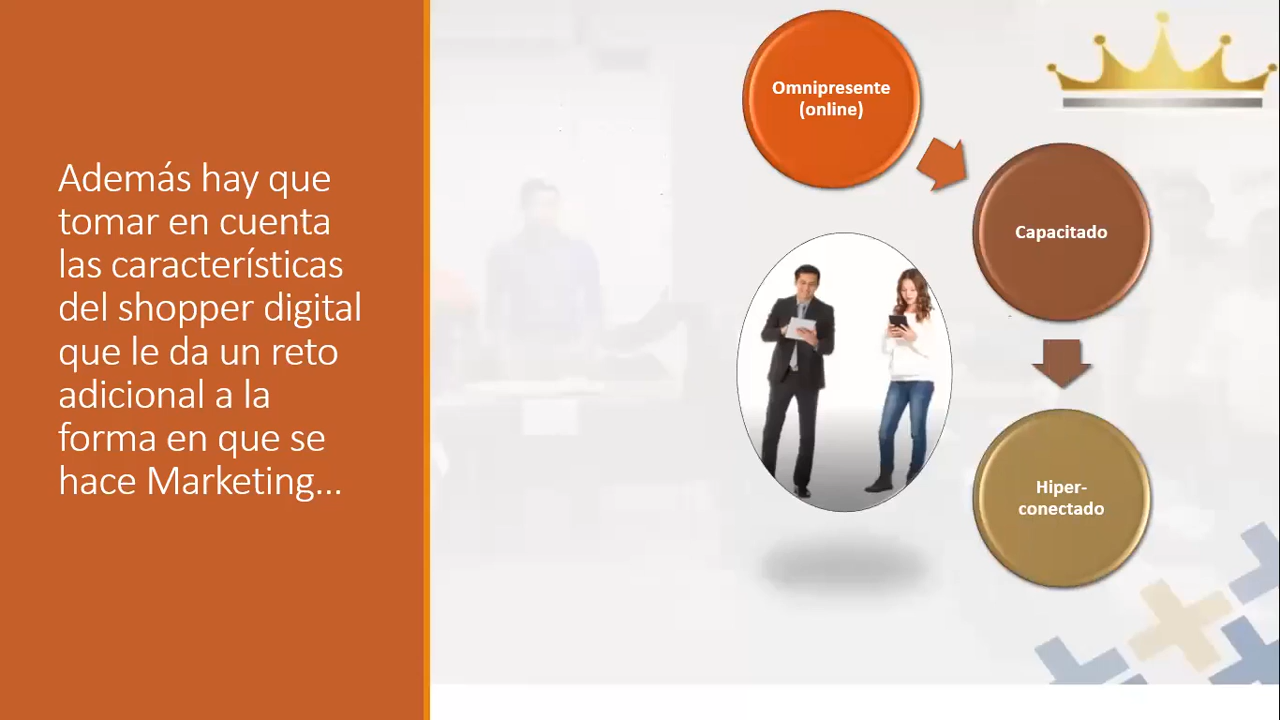 Además hay que
tomar en cuenta
las características
del shopper digital
que le da un reto
adicional a la
forma en que se
hace Marketing...
Omnipresente
(online)
Capacitado
Hiper-
conectado